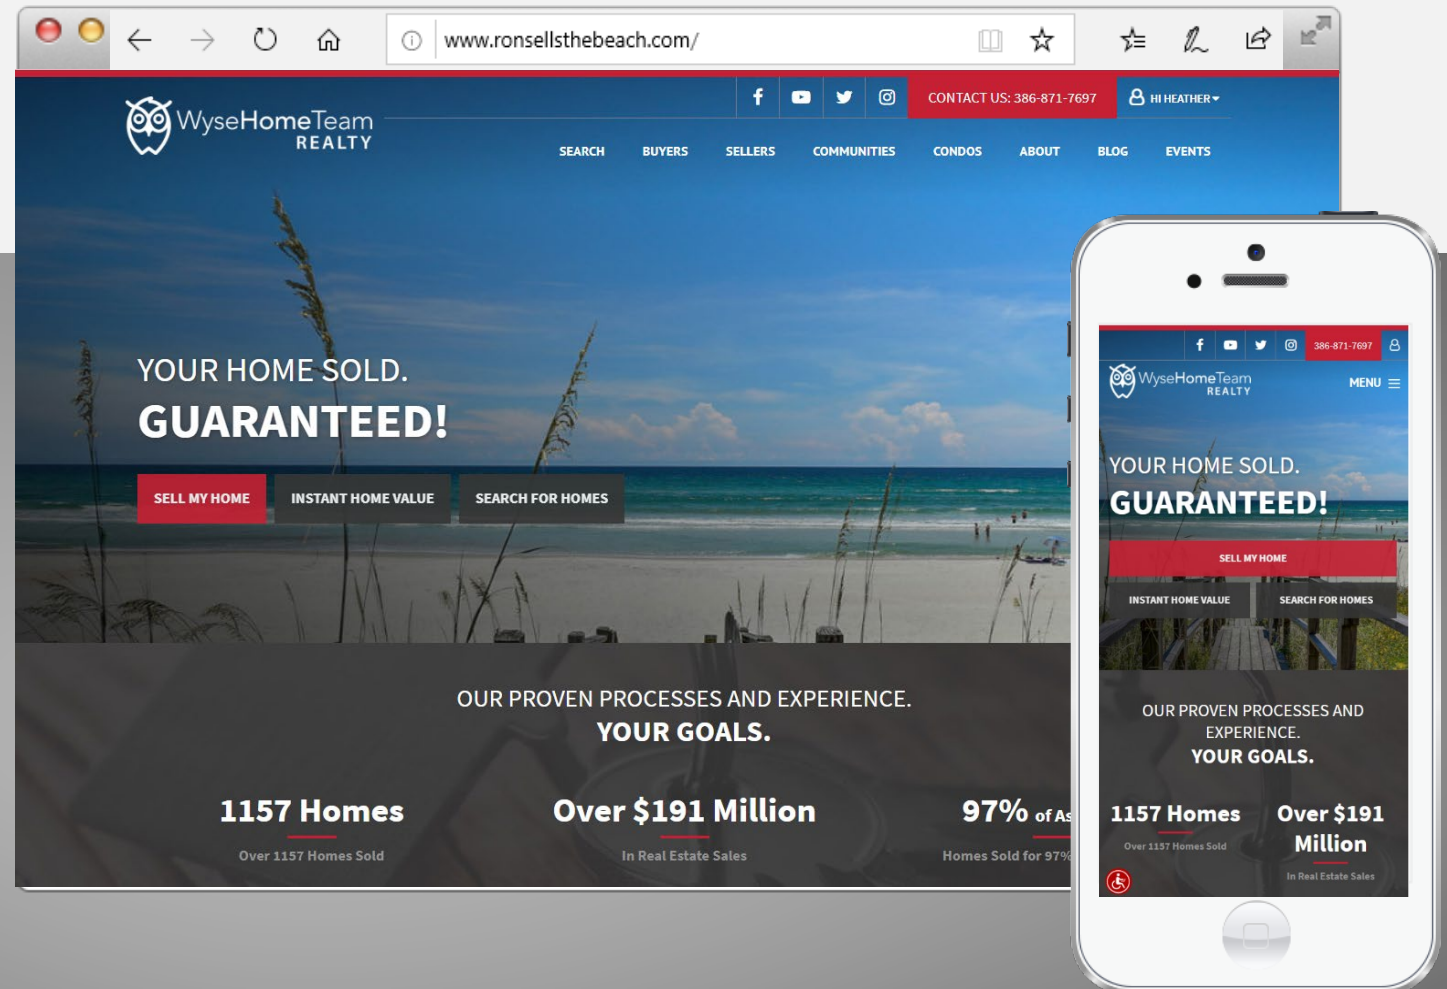 www.ronsellsthebeach.com/
CONTACT US: 386-871-7697
HI HEATHER
WyseHomeTeam
REALTY
SEARCH BUYERS SELLERS COMMUNITIES CONDOS ABOUT BLOG EVENTS
YOUR HOME SOLD.
GUARANTEED!
SELL MY HOME INSTANT HOME VALUE SEARCH FOR HOMES
OUR PROVEN PROCESSES AND EXPERIENCE.
YOUR GOALS.
1157 Homes
Over 1157 Homes Sold
Over $191 Million
In Real Estate Sales
97% of As
Homes Sold for 97%
386-871-7697
WyseHomeTeam
REALTY
MENU
YOUR HOME SOLD.
GUARANTEED!
SELL MY HOME
INSTANT HOME VALUE SEARCH FOR HOMES
OUR PROVEN PROCESSES AND
EXPERIENCE.
YOUR GOALS.
1157 Homes
Over 1157 Homes Sold
Over $191
Million
In Real Estate Sales